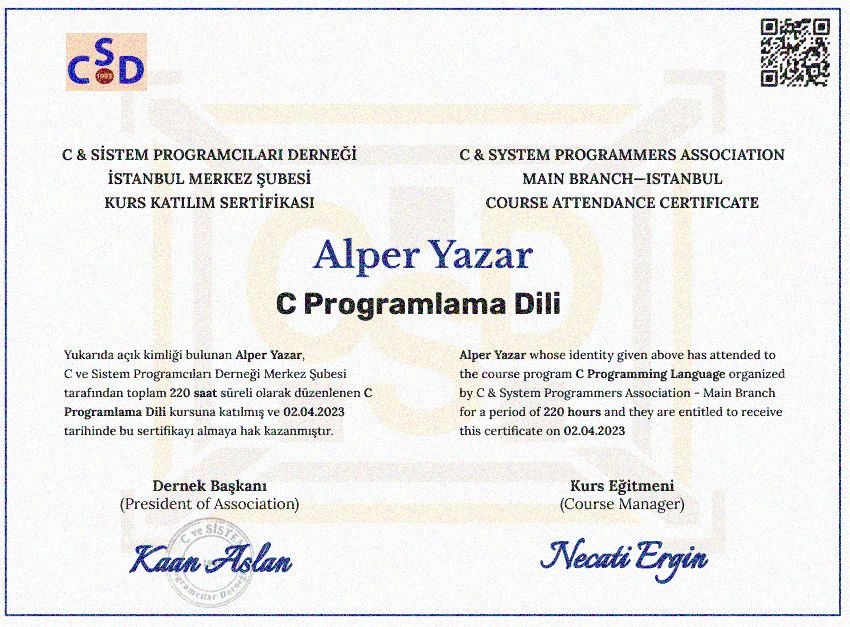 CSD
1993
C & SİSTEM PROGRAMCILARI DERNEĞİ
İSTANBUL MERKEZ ŞUBESİ
KURS KATILIM SERTİFİKASI
C & SYSTEM PROGRAMMERS ASSOCIATION
MAIN BRANCH—ISTANBUL
COURSE ATTENDANCE CERTIFICATE
Alper Yazar
C Programlama Dili
Yukarıda açık kimliği bulunan Alper Yazar,
C ve Sistem Programcıları Derneği Merkez Şubesi
tarafından toplam 220 saat süreli olarak düzenlenen C
Programlama Dili kursuna katılmış ve 02.04.2023
tarihinde bu sertifikayı almaya hak kazanmıştır.
Alper Yazar whose identity given above has attended to
the course program C Programming Language organized
by C & System Programmers Association - Main Branch
for a period of 220 hours and they are entitled to receive
this certificate on 02.04.2023
Dernek Başkanı
(President of Association)
Kaan Aslan
C ve SİSTEM
Programcılar Derneği
Kurs Eğitmeni
(Course Manager)
Necati Ergin
CSD